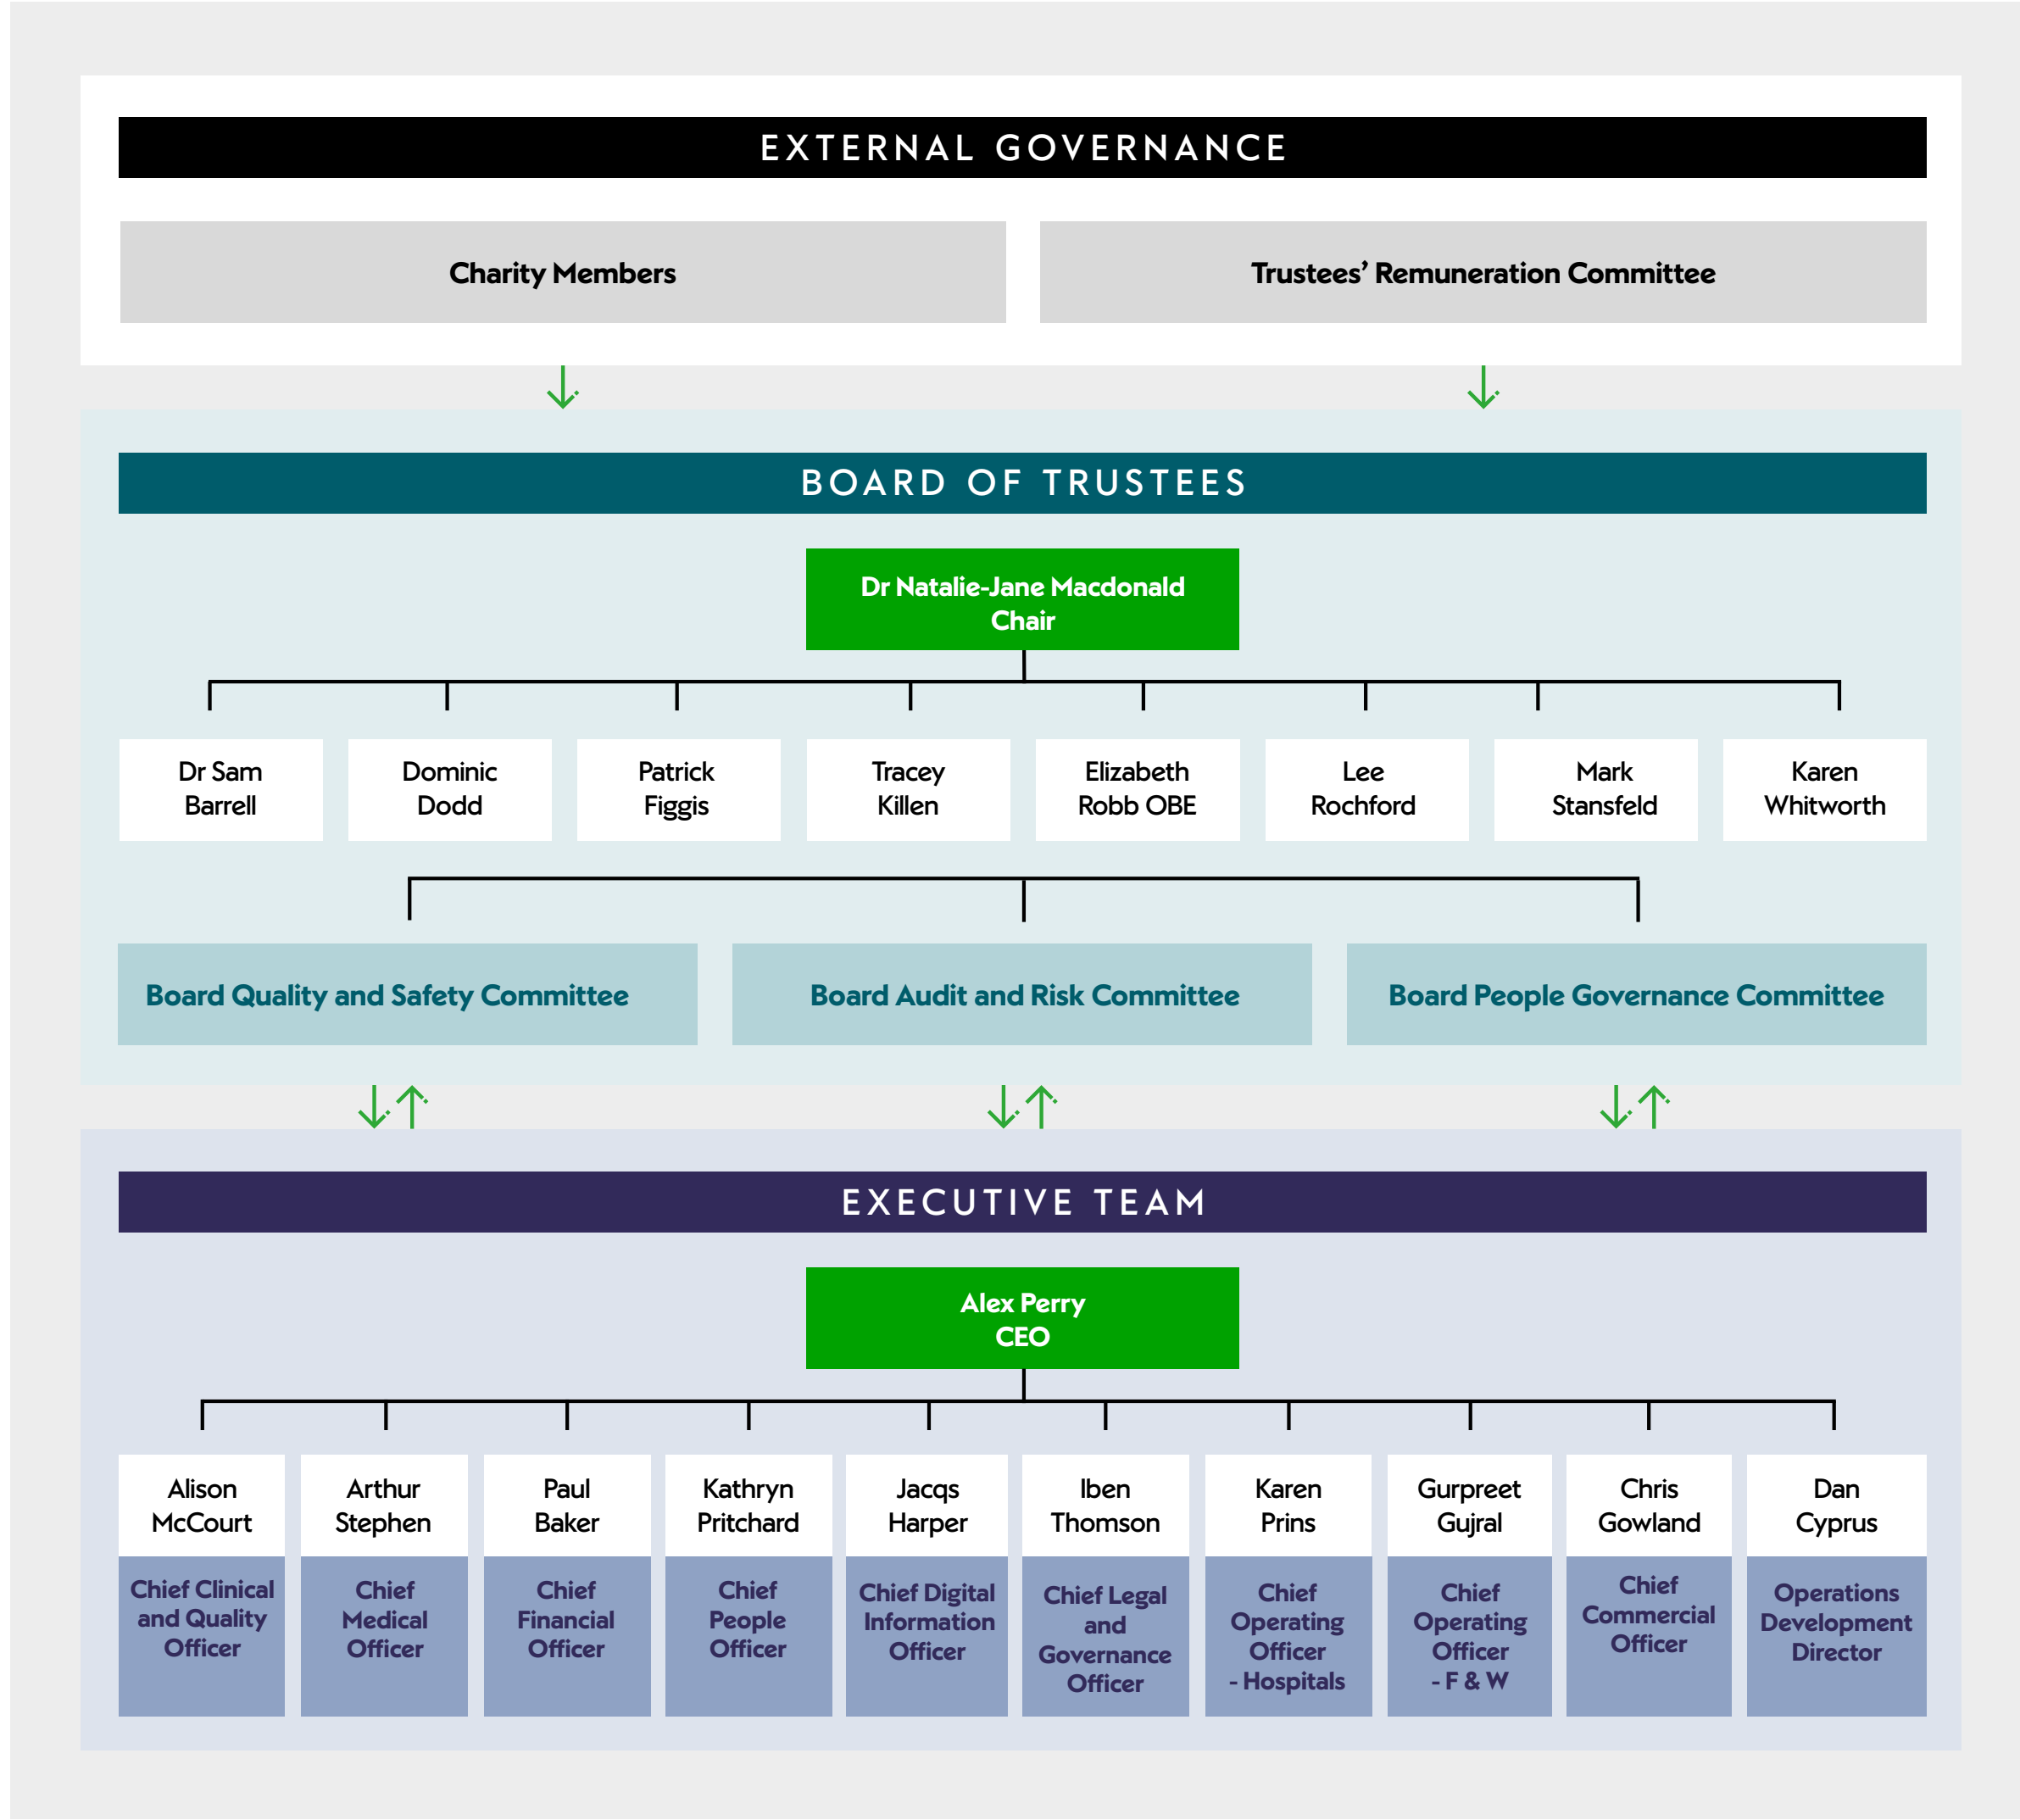 EXTERNAL GOVERNANCE
Charity Members
Trustees’ Remuneration Committee
BOARD OF TRUSTEES
Dr Natalie-Jane Macdonald
Chair
Dr Sam
Barrell
Dominic
Dodd
Patrick
Figgis
Tracey
Killen
Elizabeth
Robb OBE
Lee
Rochford
Mark
Stansfeld
Karen
Whitworth
Board Quality and Safety Committee
Board Audit and Risk Committee
Board People Governance Committee
EXECUTIVE TEAM
Alex Perry
CEO
Alison
McCourt
Chief Clinical
and Quality
Officer
Arthur
Stephen
Chief
Medical
Officer
Paul
Baker
Chief
Financial
Officer
Kathryn
Pritchard
Chief
People
Officer
Jacqs
Harper
Chief Digital
Information
Officer
Iben
Thomson
Chief Legal
and
Governance
Officer
Karen
Prins
Chief
Operating
Officer
- Hospitals
Gurpreet
Gujral
Chief
Operating
Officer
- F & W
Chris
Gowland
Chief
Commercial
Officer
Dan
Cyprus
Operations
Development
Director